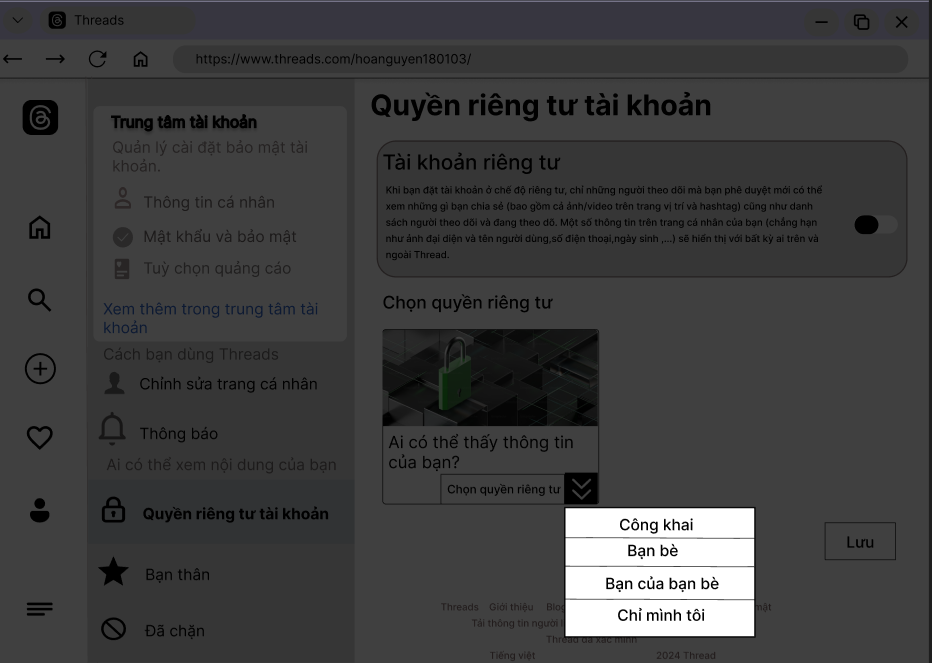 Threads
https://www.threads.com/hoanguyen180103/
Trung tâm tài khoản
Quản lý cài đặt bảo mật tài
khoản.
Thông tin cá nhân
Mật khẩu và bảo mật
Tuỳ chọn quảng cáo
Xem thêm trong trung tâm tài
khoản
Cách bạn dùng Threads
Chỉnh sửa trang cá nhân
Thông báo
Ai có thể xem nội dung của bạn
Quyền riêng tư tài khoản
Bạn thân
Đã chặn
Quyền riêng tư tài khoản
Tài khoản riêng tư
Khi bạn đặt tài khoản ở chế độ riêng tư, chỉ những người theo dõi mà bạn phê duyệt mới có thể
xem những gì bạn chia sẻ (bao gồm cả ảnh/video trên trang vị trí và hashtag) cũng như danh
sách người theo dõi và đang theo dõ. Một số thông tin trên trang cá nhân của bạn (chẳng hạn
như ảnh đại diện và tên người dùng,số điện thoại,ngày sinh ,...) sẽ hiển thị với bất kỳ ai trên và
ngoài Thread.
Chọn quyền riêng tư
Ai có thể thấy thông tin
của bạn?
Chọn quyền riêng tư
Công khai
Bạn bè
Bạn của bạn bè
Chỉ mình tôi
Lưu
Threads Giới thiệu Blog
Tải thông tin người
Thread đã xác minh
Tiếng việt 2024 Thread